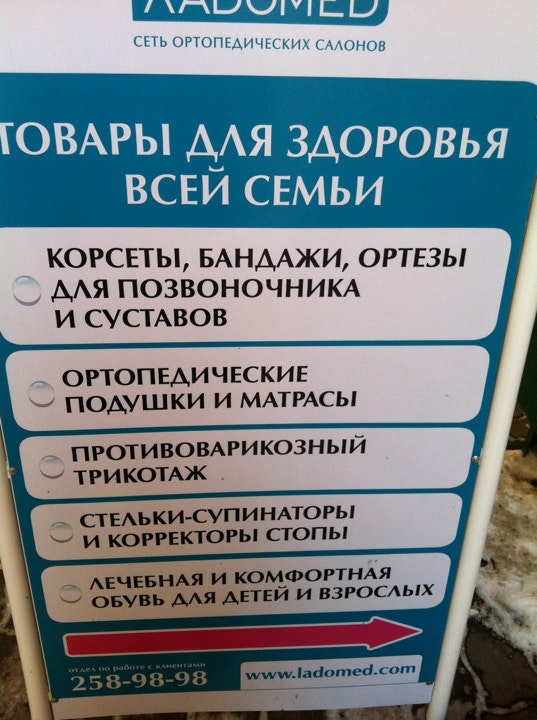 ЛАДОМЕD
СЕТЬ ОРТОПЕДИЧЕСКИХ САЛОНОВ
ТОВАРЫ ДЛЯ ЗДОРОВЬЯ
ВСЕЙ СЕМЬИ
КОРСЕТЫ, БАНДАЖИ, ОРТЕЗЫ
ДЛЯ ПОЗВОНОЧНИКА
И СУСТАВОВ
ОРТОПЕДИЧЕСКИЕ
ПОДУШКИ И МАТРАСЫ
ПРОТИВОВАРИКОЗНЫЙ
ТРИКОТАЖ
СТЕЛЬКИ-СУПИНАТОРЫ
И КОРРЕКТОРЫ СТОПЫ
ЛЕЧЕБНАЯ И КОМФОРТНАЯ
ОБУВЬ ДЛЯ ДЕТЕЙ И ВЗРОСЛЫХ
отдел по работе с клиентами
258-98-98
www.ladomed.com